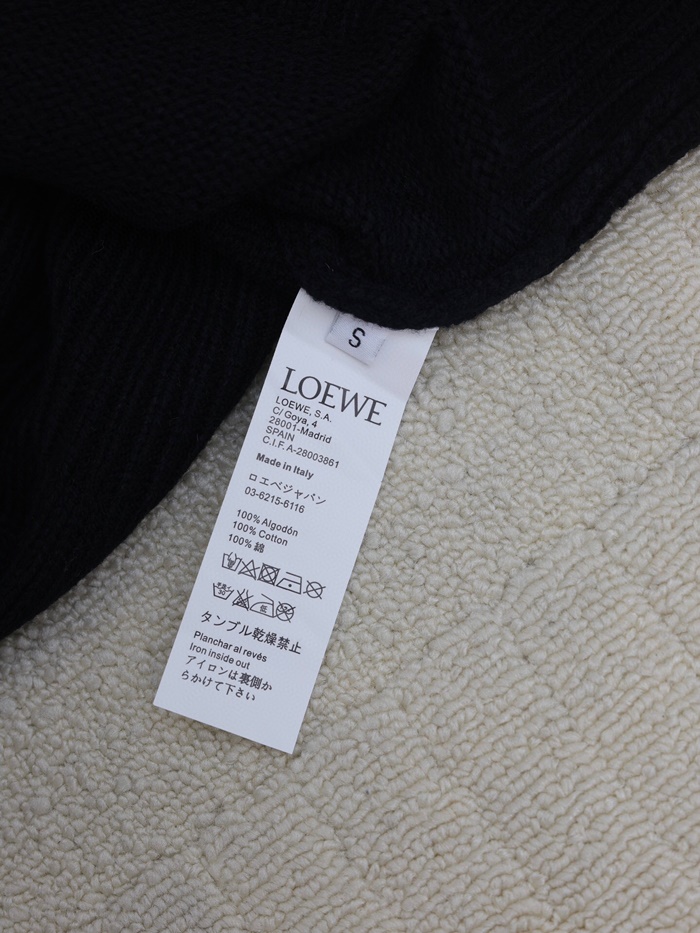 S
LOEWE
LOEWE, S.A.
C/ Goya, 4
28001-Madrid
SPAIN
C.I.F. A-28003861
Made in Italy
ロエベジャパン
03-6215-6116
100% Algodón
100% Cotton
100% 綿
タンブル乾燥禁止
Planchar al revés
Iron inside out
アイロンは裏側か
らかけて下さい